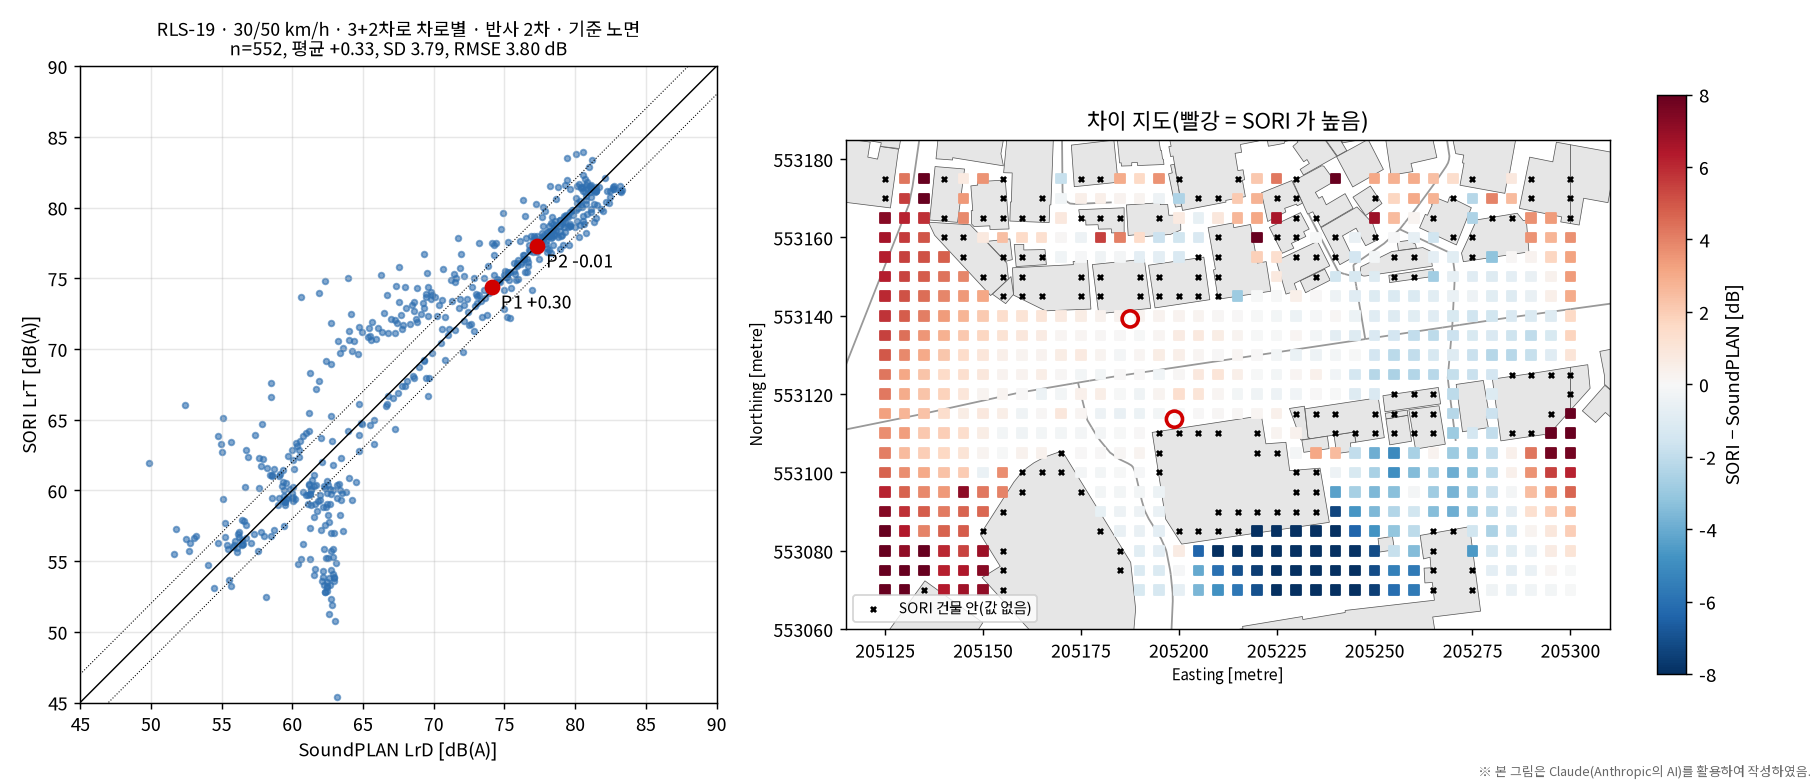 RLS-19 · 30/50 km/h · 3+2차로 차로별 · 반사 2차 · 기준 노면
n=552, 평균 +0.33, SD 3.79, RMSE 3.80 dB
90
85
80
75
70
65
60
55
50
45
SORI LrT [dB(A)]
P2 -0.01
P1 +0.30
45 50 55 60 65 70 75 80 85 90
SoundPLAN LrD [dB(A)]
차이 지도(빨강 = SORI 가 높음)
553180
553160
553140
553120
553100
553080
553060
Northing [metre]
SORI 건물 안(값 없음)
205125 205150 205175 205200 205225 205250 205275 205300
Easting [metre]
8
6
4
2
0
-2
-4
-6
-8
SORI − SoundPLAN [dB]
※ 본 그림은 Claude(Anthropic의 AI)를 활용하여 작성하였음.